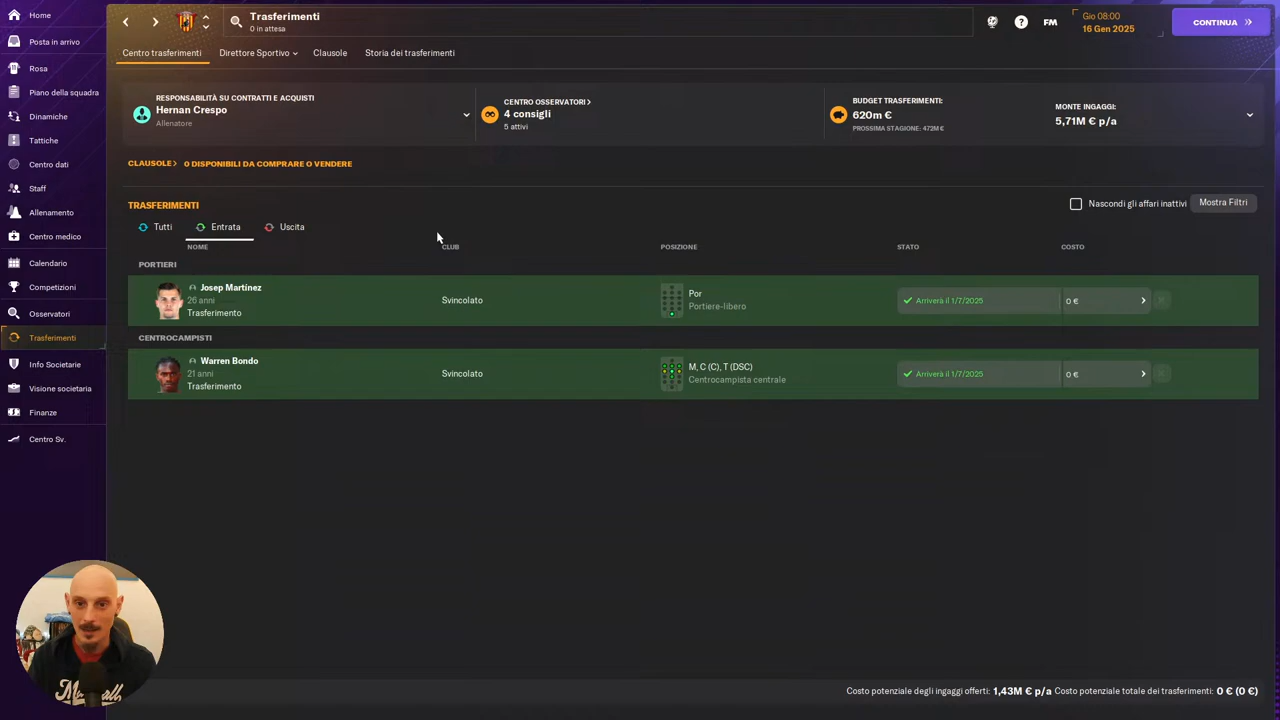 Home
Posta in arrivo
Rosa
Piano della squadra
Dinamiche
Tattiche
Centro dati
Staff
Allenamento
Centro medico
Calendario
Competizioni
Osservatori
Trasferimenti
Info Societarie
Visione societaria
Finanze
Centro Sv.
Trasferimenti
0 in attesa
FM
Gio 08:00
16 Gen 2025
CONTINUA
Centro trasferimenti
Direttore Sportivo
Clausole
Storia dei trasferimenti
RESPONSABILITÀ SU CONTRATTI E ACQUISTI
Hernan Crespo
Allenatore
CENTRO OSSERVATORI >
4 consigli
5 attivi
BUDGET TRASFERIMENTI:
620m €
PROSSIMA STAGIONE: 472M €
MONTE INGAGGI:
5,71M € p/a
CLAUSOLE > 0 DISPONIBILI DA COMPRARE O VENDERE
TRASFERIMENTI
Nascondi gli affari inattivi
Mostra Filtri
Tutti
Entrata
Uscita
NOME
CLUB
POSIZIONE
STATO
COSTO
PORTIERI
Josep Martínez
26 anni
Trasferimento
Svincolato
Por
Portiere-libero
Arriverà il 1/7/2025
0 €
CENTROCAMPISTI
Warren Bondo
21 anni
Trasferimento
Svincolato
M, C (C), T (DSC)
Centrocampista centrale
Arriverà il 1/7/2025
0 €
Costo potenziale degli ingaggi offerti: 1,43M € p/a Costo potenziale totale dei trasferimenti: 0 € (0 €)